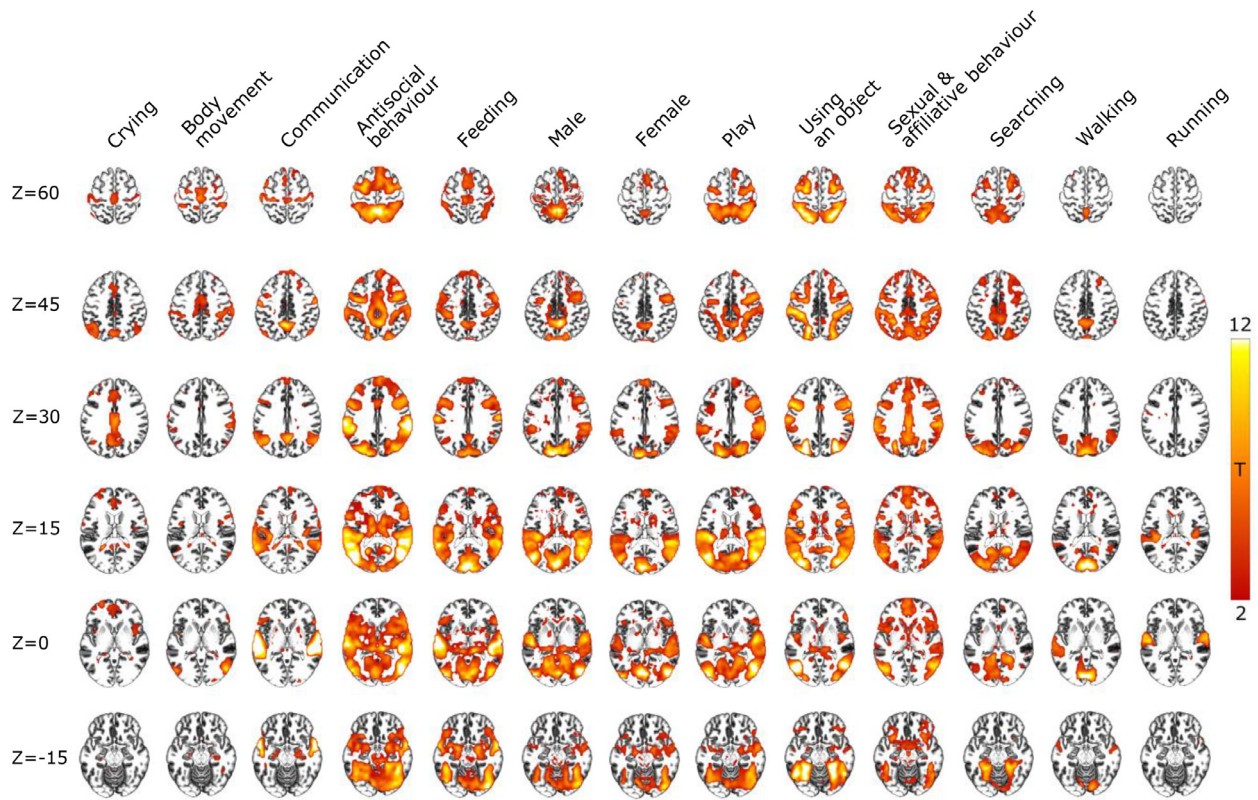 Crying
Body
movement
Communication
Antisocial
behaviour
Feeding
Male
Female
Play
Using
an object
Sexual &
affiliative behaviour
Searching
Walking
Running
Z=60
Z=45
Z=30
Z=15
Z=0
Z=-15
12
T
2